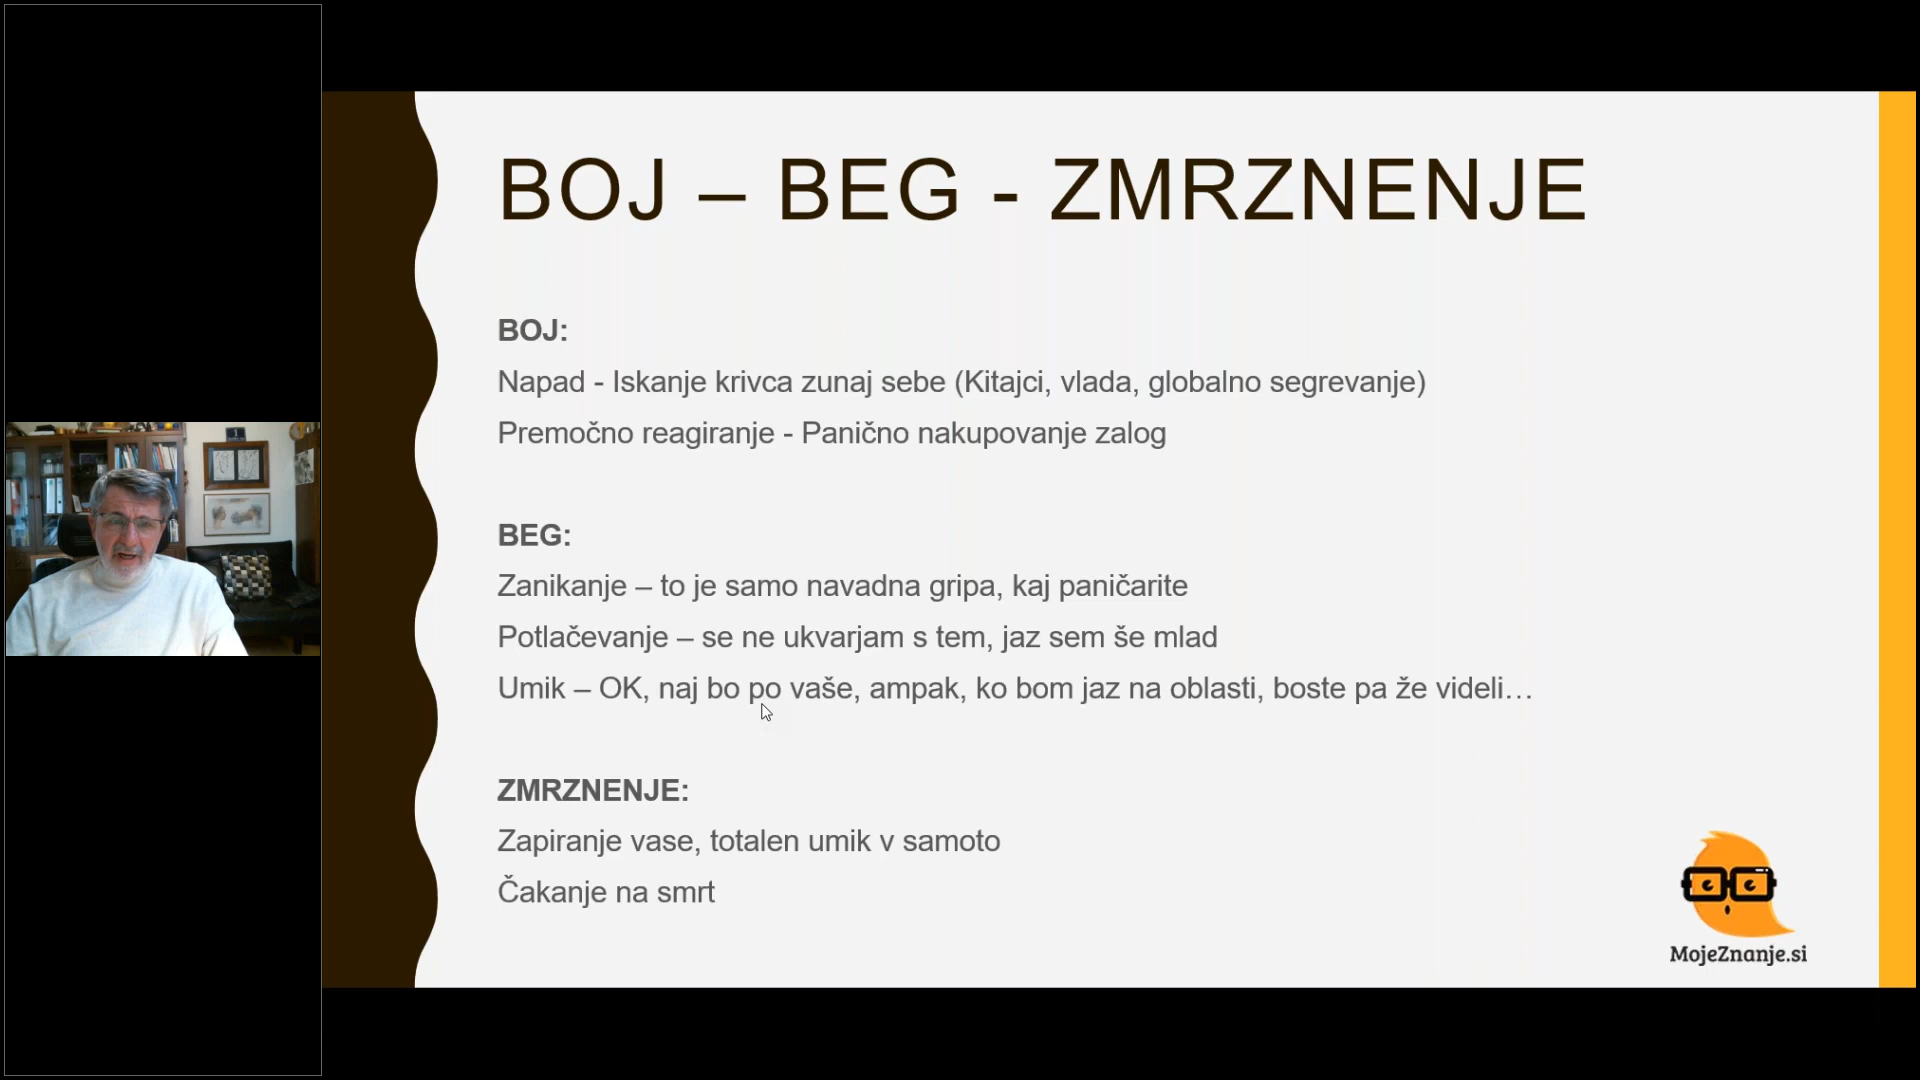 BOJ – BEG - ZMRZNENJE
BOJ:
Napad - Iskanje krivca zunaj sebe (Kitajci, vlada, globalno segrevanje)
Premočno reagiranje - Panično nakupovanje zalog
BEG:
Zanikanje – to je samo navadna gripa, kaj paničarite
Potlačevanje – se ne ukvarjam s tem, jaz sem še mlad
Umik – OK, naj bo po vaše, ampak, ko bom jaz na oblasti, boste pa že videli…
ZMRZNENJE:
Zapiranje vase, totalen umik v samoto
Čakanje na smrt
MojeZnanje.si